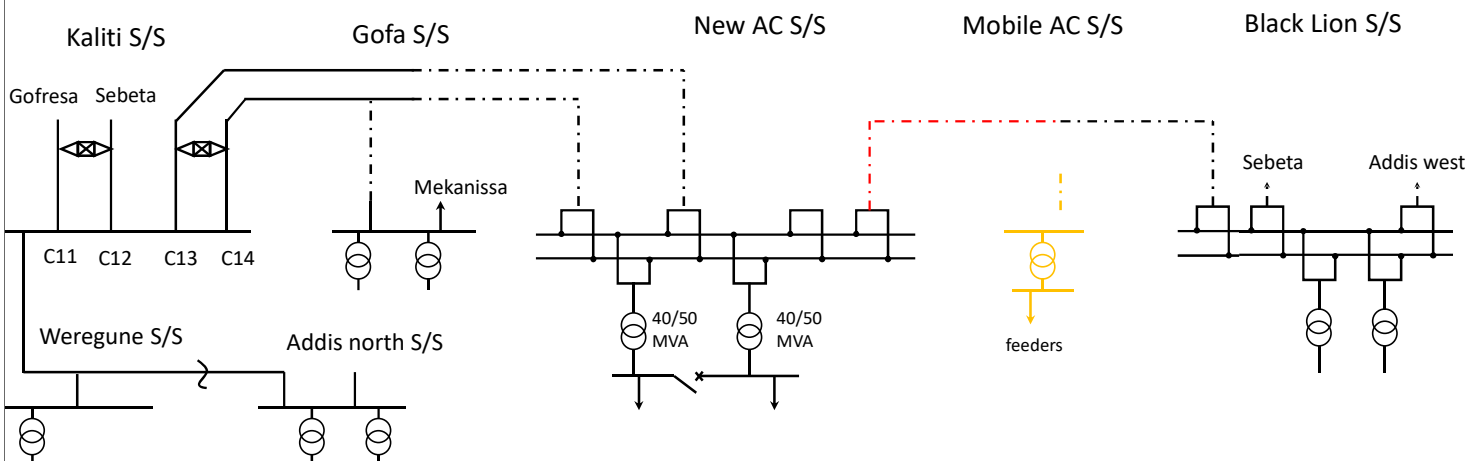 Kaliti S/S
Gofa S/S
New AC S/S
Mobile AC S/S
Black Lion S/S
Gofresa
Sebeta
Mekanissa
Sebeta
Addis west
C11
C12
C13
C14
40/50
MVA
40/50
MVA
feeders
Weregune S/S
Addis north S/S